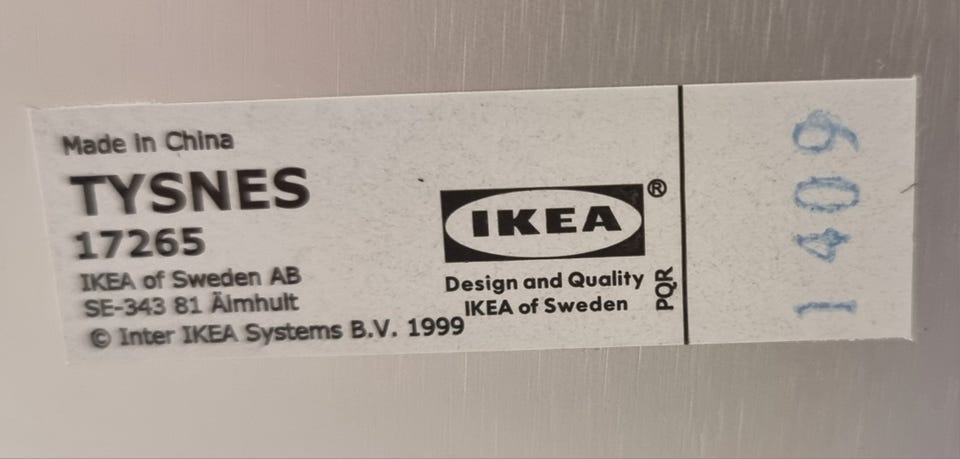 Made in China
TYSNES
17265
IKEA of Sweden AB
SE-343 81 Älmhult
© Inter IKEA Systems B.V. 1999
IKEA®
Design and Quality
IKEA of Sweden
PQR
1409